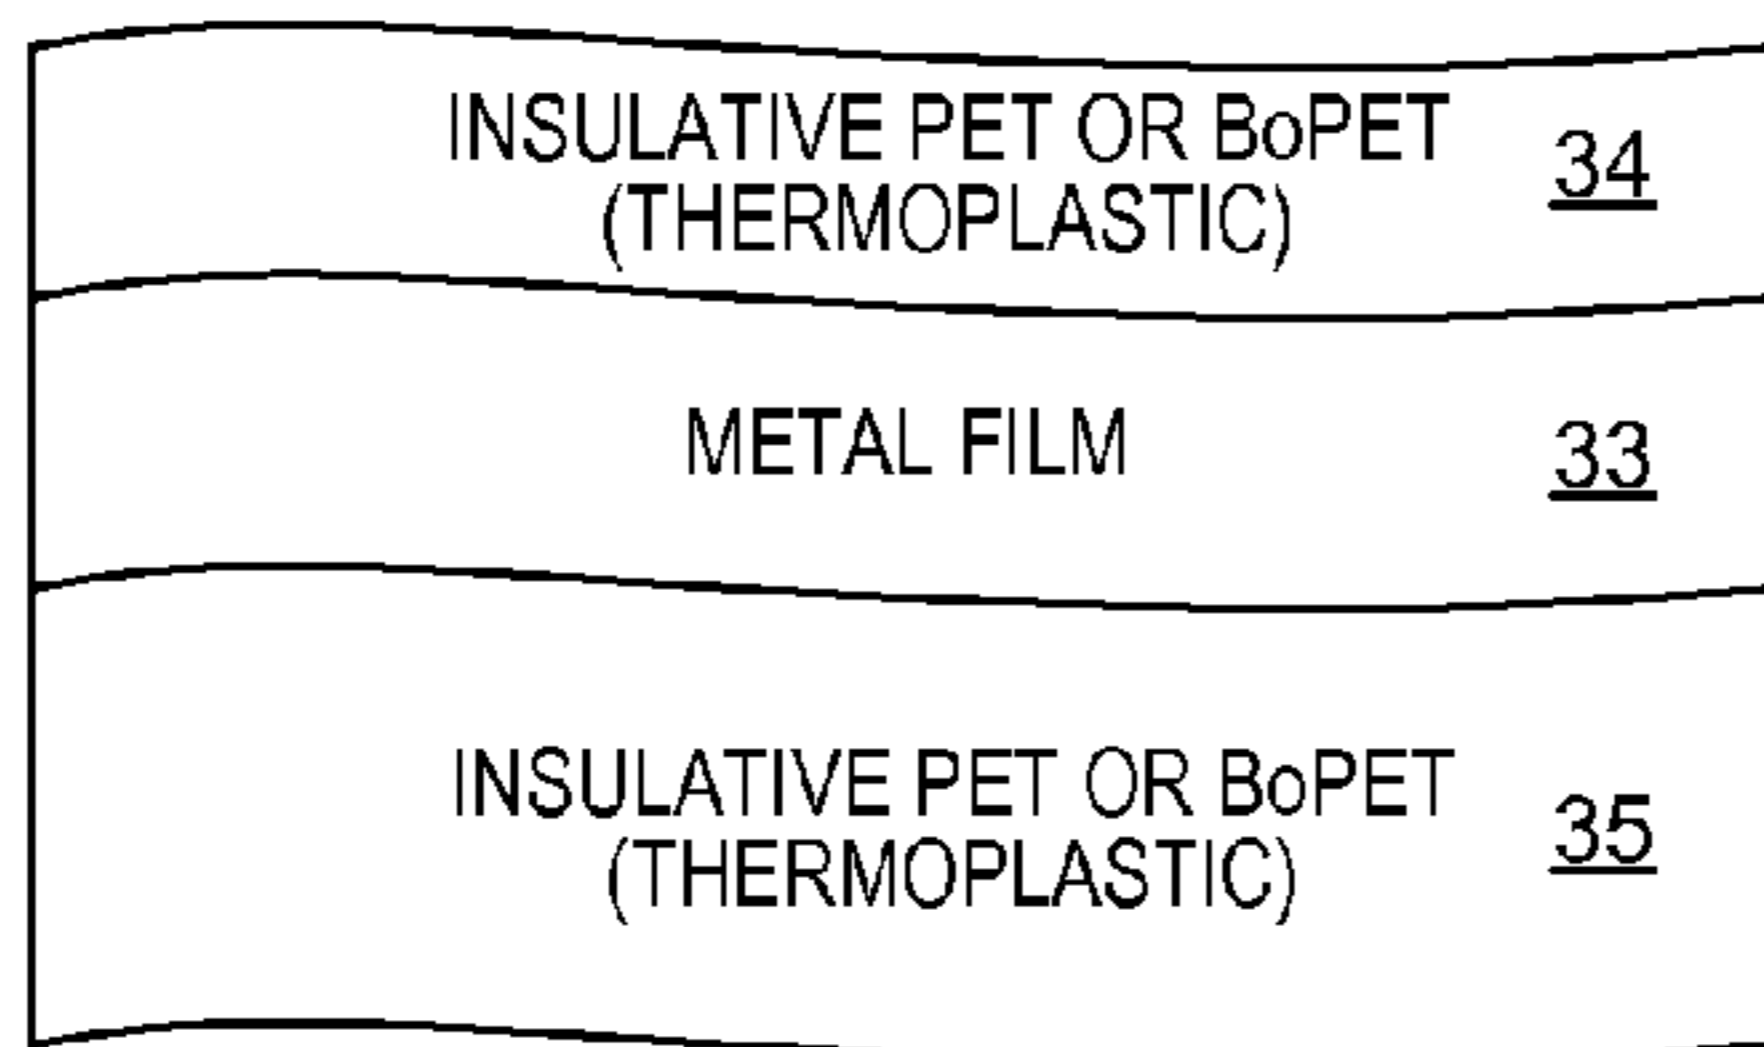 INSULATIVE PET OR BoPET
(THERMOPLASTIC)
34
METAL FILM
33
INSULATIVE PET OR BoPET
(THERMOPLASTIC)
35